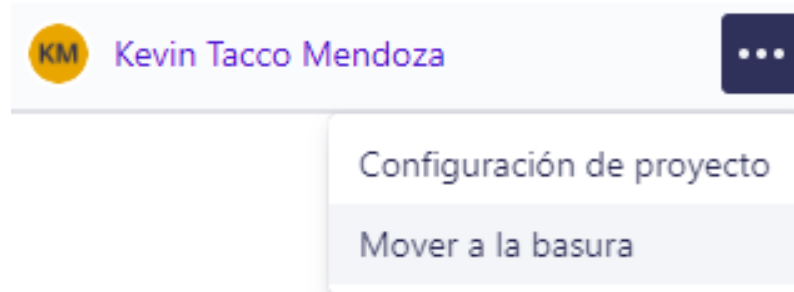 KM Kevin Tacco Mendoza
Configuración de proyecto
Mover a la basura